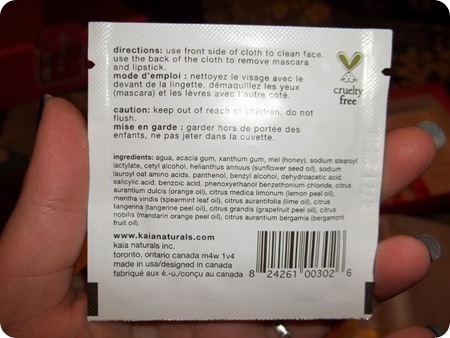 directions: use front side of cloth to clean face.
use the back of the cloth to remove mascara
and lipstick.
mode d'emploi : nettoyez le visage avec le
devant de la lingette. démaquillez les yeux
(mascara) et les lèvres avec l'autre coté.
cruelty
free
caution: keep out of reach of children. do not
flush.
mise en garde : garder hors de portée des
enfants, ne pas jeter dans la cuvette.
ingredients: agua, acacia gum, xanthum gum, mel (honey), sodium stearoyl
lactylate, cetyl alcohol, helianthus annuus (sunflower seed oil), sodium
lauroyl oat amino acids, panthenol, benzyl alcohol, dehydroacetic acid,
salicylic acid, benzoic acid, phenoxyethanol benzethonium chloride, citrus
aurantium dulcis (orange oil), citrus medica limonum (lemon peel oil),
mentha viridis (spearmint leaf oil), citrus aurantifolia (lime oil), citrus
tangerina (tangerine peel oil), citrus grandis (grapefruit peel oil), citrus
nobilis (mandarin orange peel oil), citrus aurantium bergamia (bergamont
fruit oil).
www.kaianaturals.com
kaia naturals inc.
toronto, ontario canada m4w 1v4
made in usa/designed in canada
fabriqué aux é.-u./conçu au canada
8 24261 00302 6